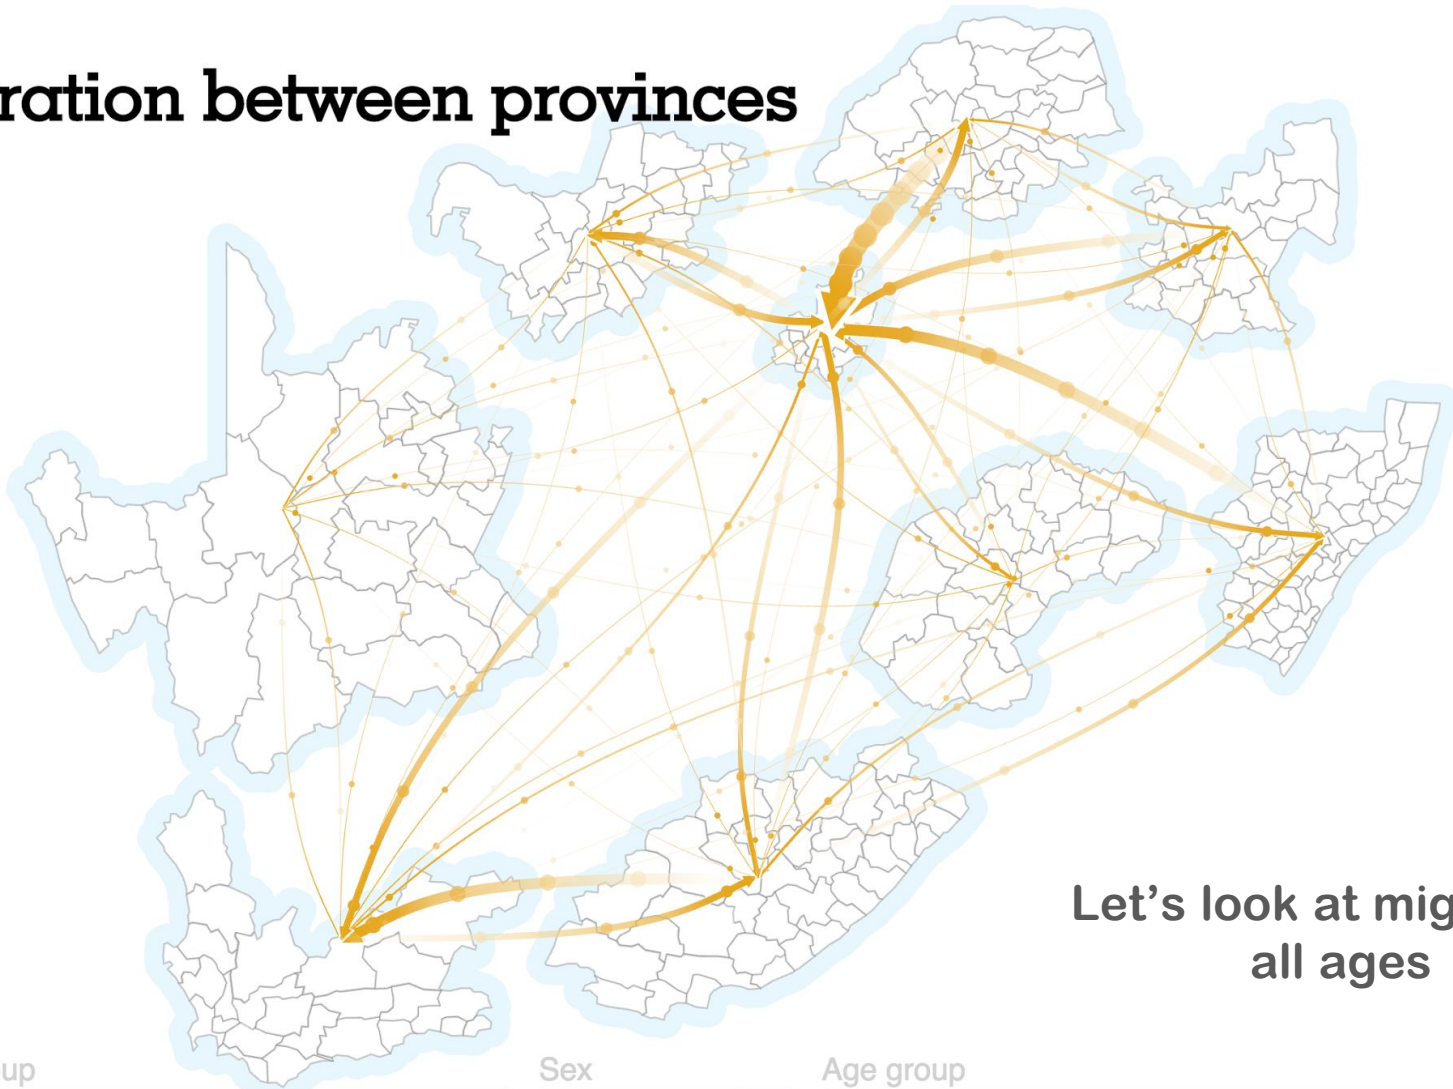 ration between provinces
Let's look at mig
all ages
up
Sex
Age group